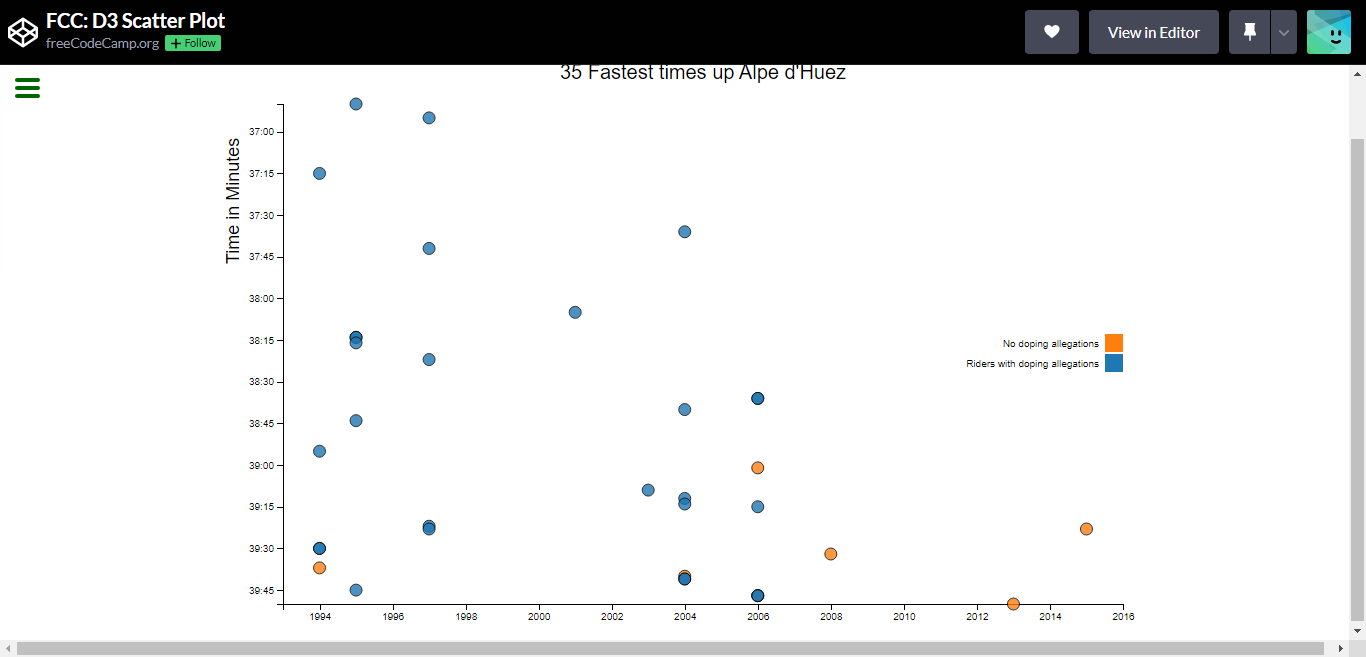 FCC: D3 Scatter Plot
freeCodeCamp.org + Follow
View in Editor
35 Fastest times up Alpe d'Huez
Time in Minutes
37:00
37:15
37:30
37:45
38:00
38:15
38:30
38:45
39:00
39:15
39:30
39:45
No doping allegations
Riders with doping allegations
1994 1996 1998 2000 2002 2004 2006 2008 2010 2012 2014 2016